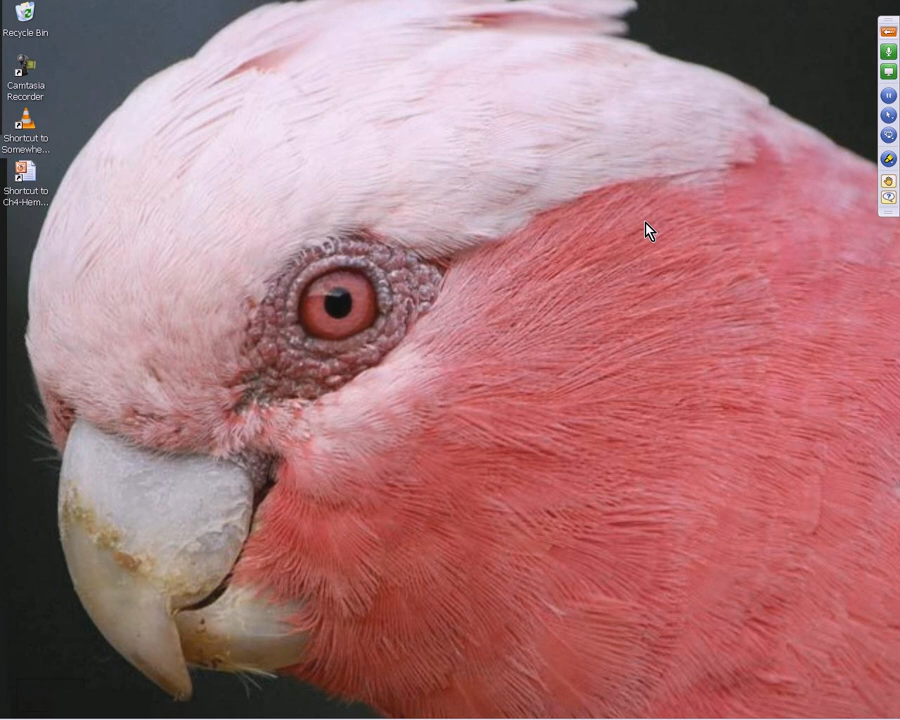 Recycle Bin
Camtasia
Recorder
Shortcut to
Somewhe...
Shortcut to
Ch4-Hem...